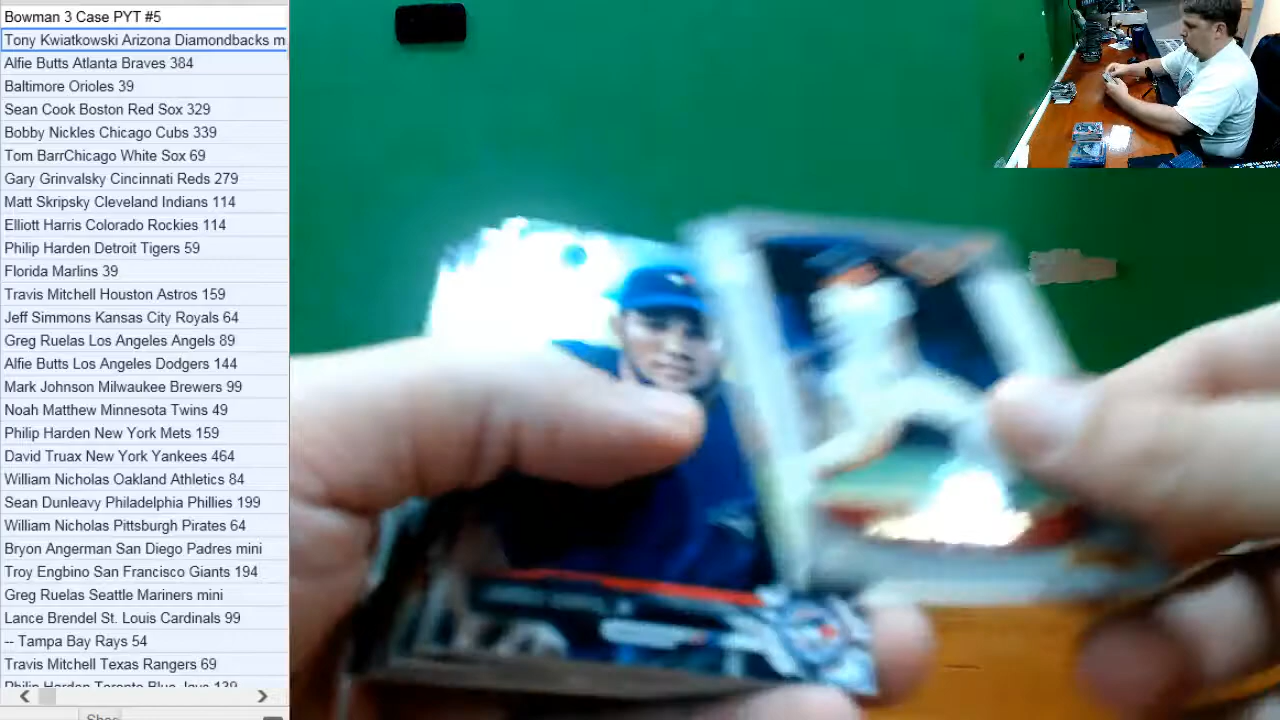 Bowman 3 Case PYT #5
Tony Kwiatkowski Arizona Diamondbacks m
Alfie Butts Atlanta Braves 384
Baltimore Orioles 39
Sean Cook Boston Red Sox 329
Bobby Nickles Chicago Cubs 339
Tom BarrChicago White Sox 69
Gary Grinvalsky Cincinnati Reds 279
Matt Skripsky Cleveland Indians 114
Elliott Harris Colorado Rockies 114
Philip Harden Detroit Tigers 59
Florida Marlins 39
Travis Mitchell Houston Astros 159
Jeff Simmons Kansas City Royals 64
Greg Ruelas Los Angeles Angels 89
Alfie Butts Los Angeles Dodgers 144
Mark Johnson Milwaukee Brewers 99
Noah Matthew Minnesota Twins 49
Philip Harden New York Mets 159
David Truax New York Yankees 464
William Nicholas Oakland Athletics 84
Sean Dunleavy Philadelphia Phillies 199
William Nicholas Pittsburgh Pirates 64
Bryon Angerman San Diego Padres mini
Troy Engbino San Francisco Giants 194
Greg Ruelas Seattle Mariners mini
Lance Brendel St. Louis Cardinals 99
-- Tampa Bay Rays 54
Travis Mitchell Texas Rangers 69
Philip Harden Toronto Blue Jays 139